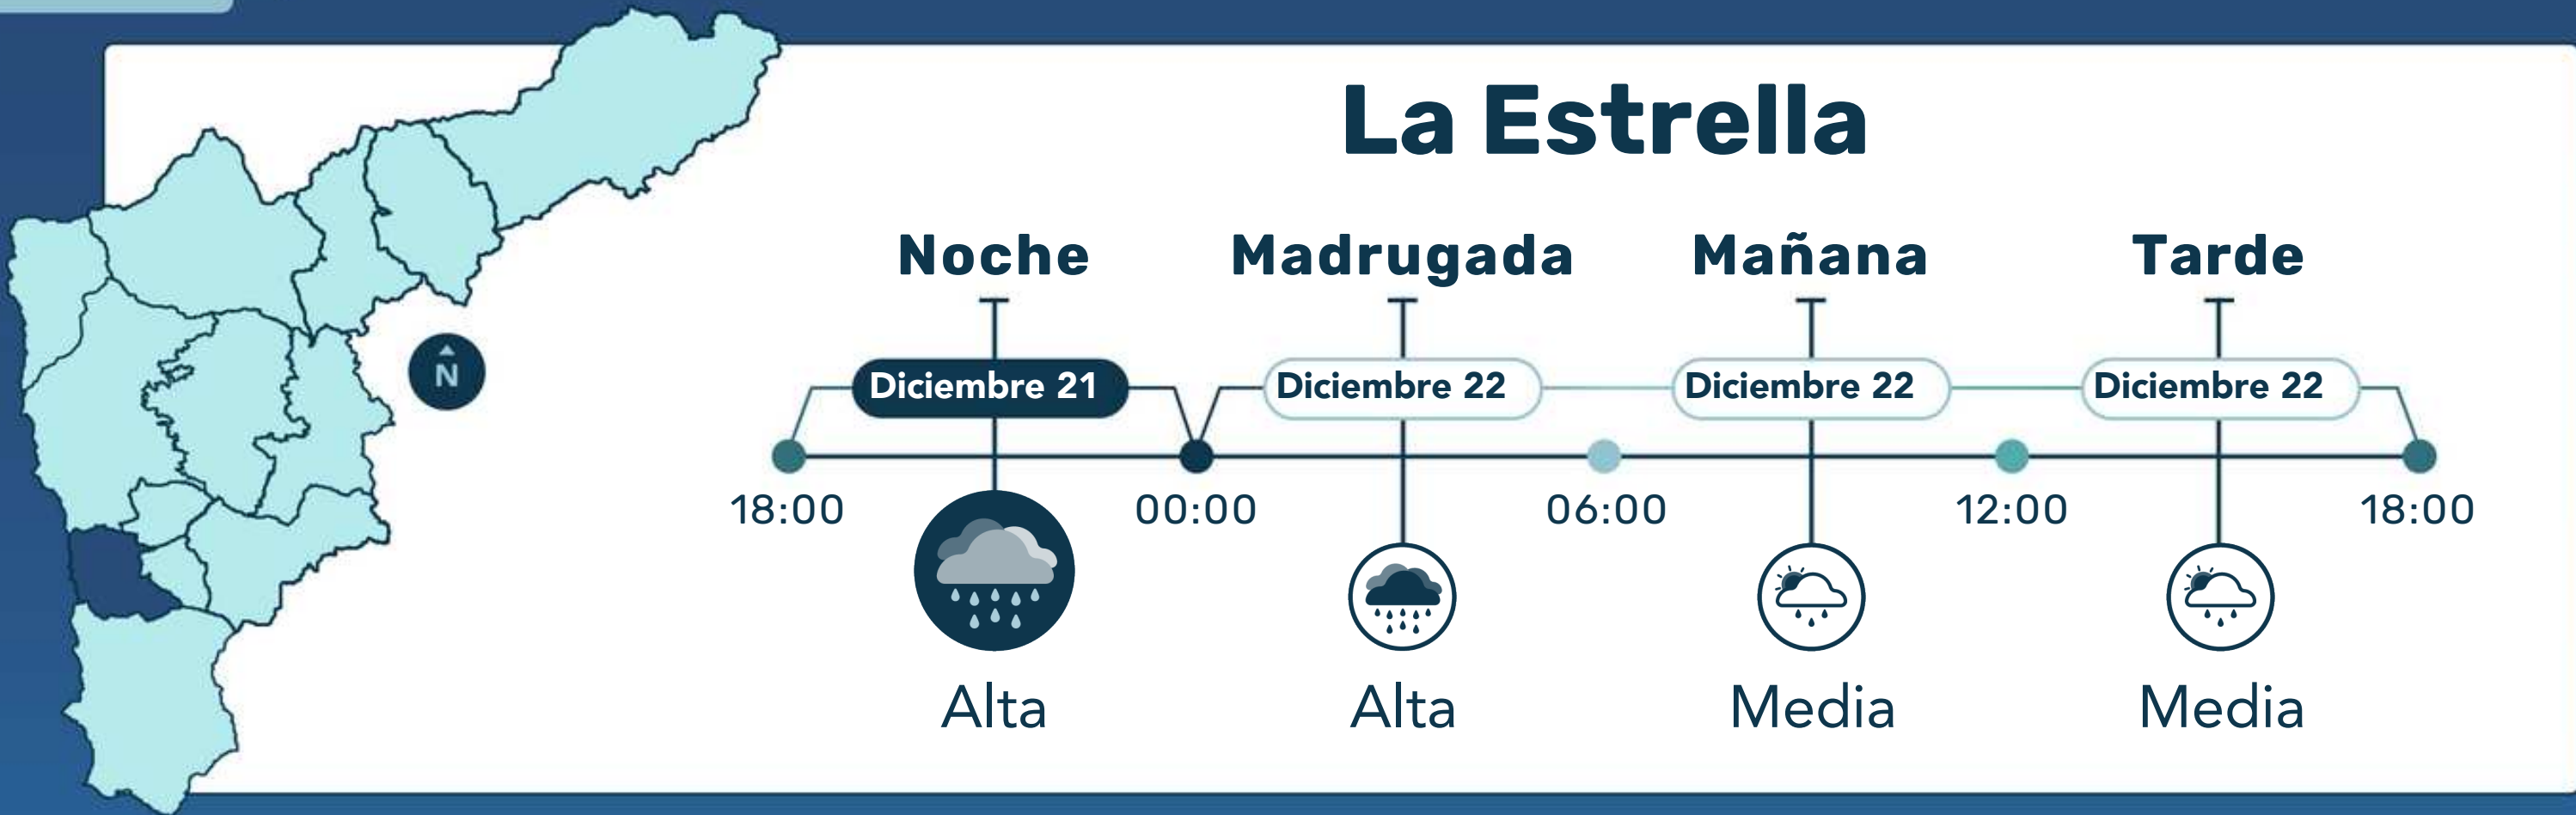 La Estrella
Noche Madrugada Mañana Tarde
N
Diciembre 21 Diciembre 22 Diciembre 22 Diciembre 22
18:00 00:00 06:00 12:00 18:00
Alta Alta Media Media